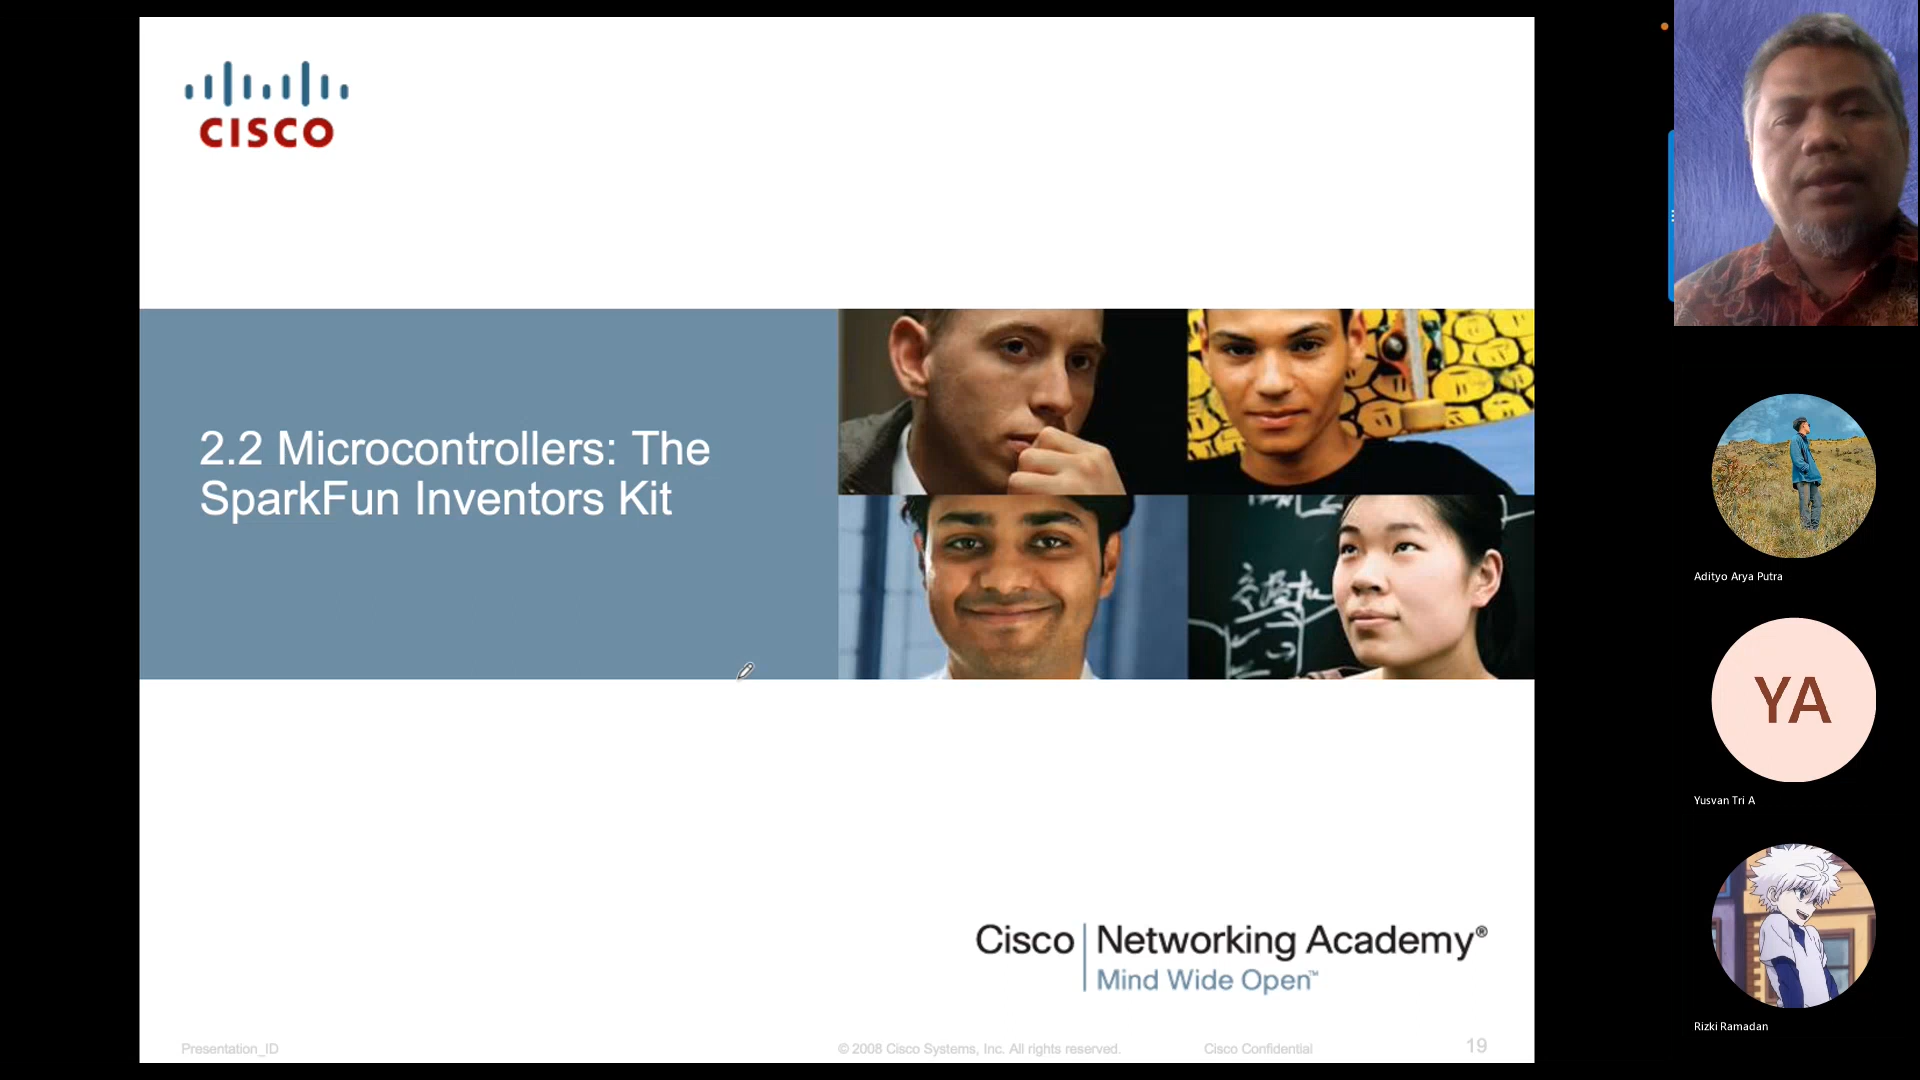 CISCO
2.2 Microcontrollers: The
SparkFun Inventors Kit
Cisco Networking Academy®
Mind Wide Open™
Presentation_ID
© 2008 Cisco Systems, Inc. All rights reserved.
Cisco Confidential
19
Adityo Arya Putra
YA
Yusvan Tri A
Rizki Ramadan